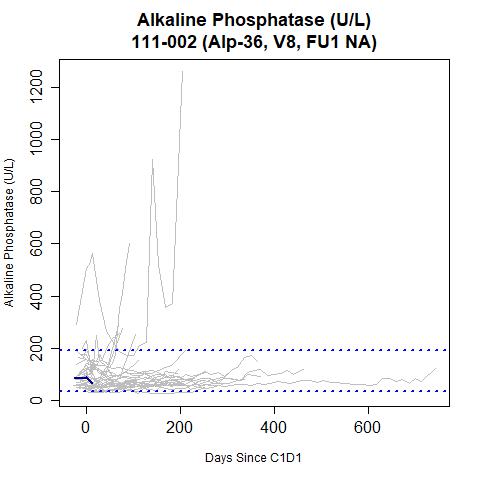 Alkaline Phosphatase (U/L)
111-002 (Alp-36, V8, FU1 NA)
Alkaline Phosphatase (U/L)
1200
1000
800
600
400
200
0
0 200 400 600
Days Since C1D1